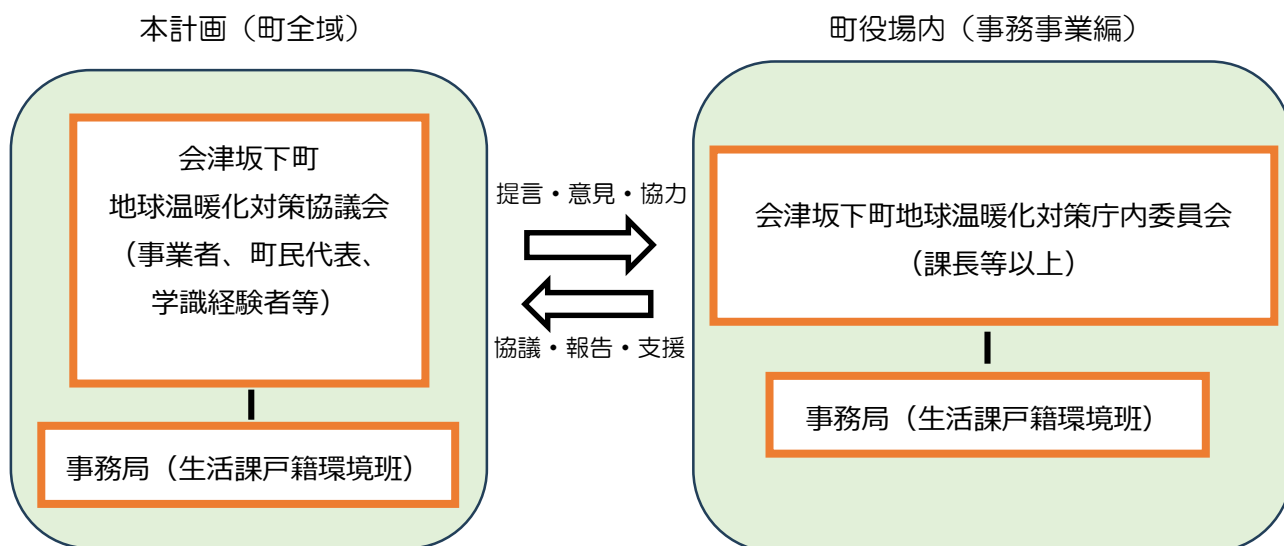 本計画（町全域）
会津坂下町
地球温暖化対策協議会
（事業者、町民代表、
学識経験者等）
事務局（生活課戸籍環境班）
提言・意見・協力
協議・報告・支援
町役場内（事務事業編）
会津坂下町地球温暖化対策庁内委員会
（課長等以上）
事務局（生活課戸籍環境班）